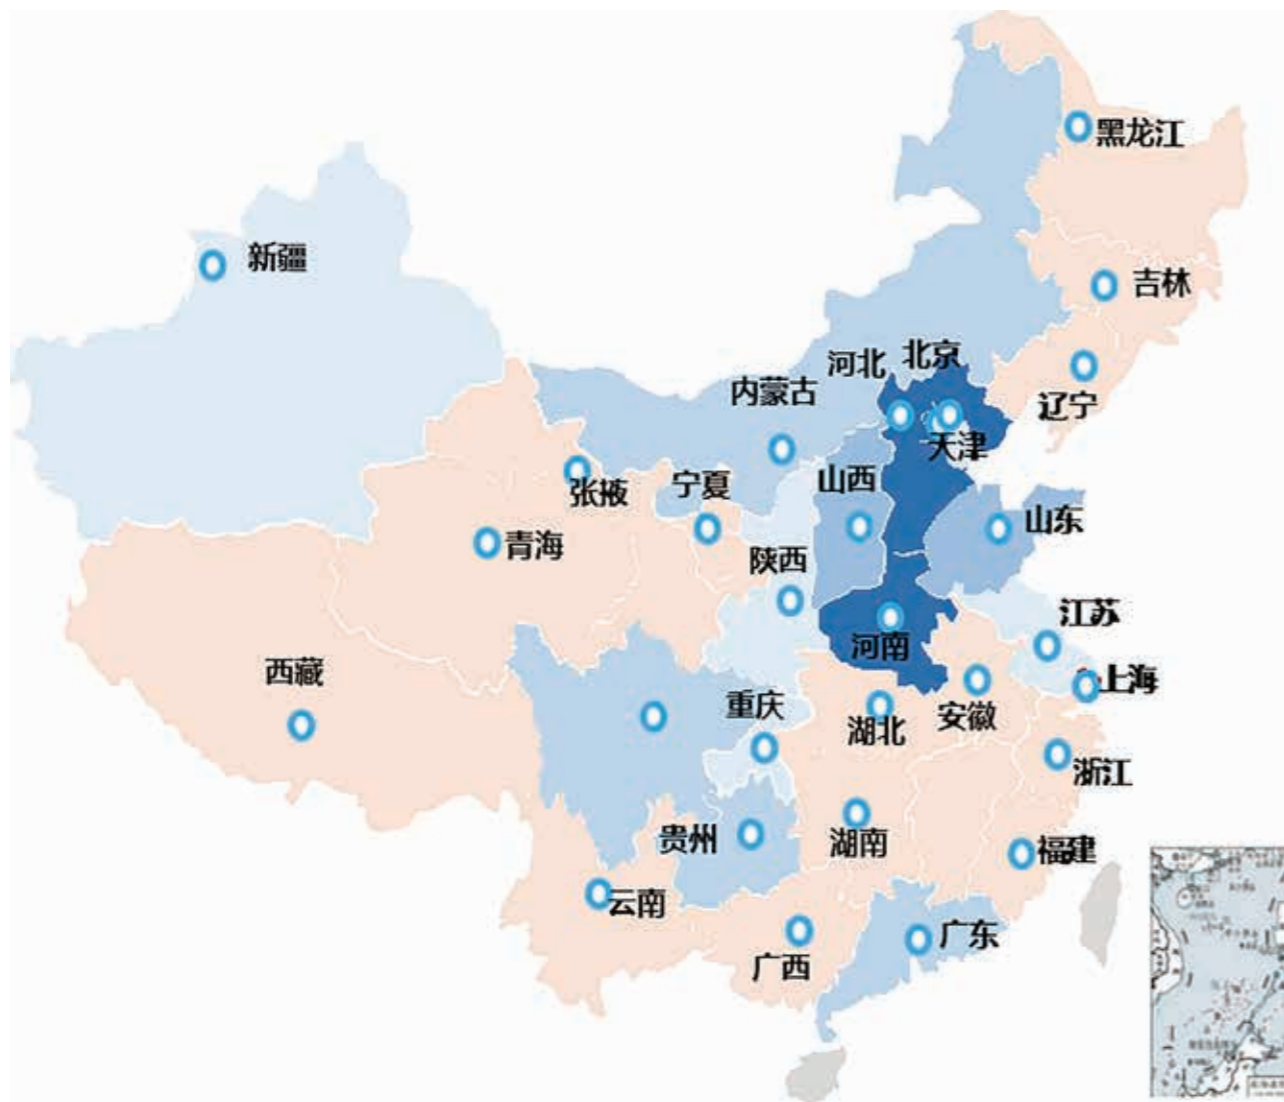 黑龙江
新疆
吉林
河北
北京
内蒙古
辽宁
天津
山西
宁夏
张掖
山东
青海
陕西
江苏
河南
西藏
上海
重庆
安徽
湖北
浙江
贵州
湖南
福建
云南
广东
广西